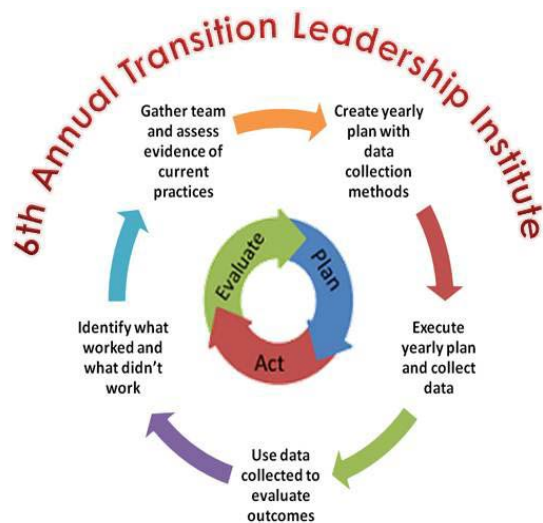 6th Annual Transition Leadership Institute
Gather team
and assess
evidence of
current
practices
Create yearly
plan with
data
collection
methods
Execute
yearly plan
and collect
data
Use data
collected to
evaluate
outcomes
Identify what
worked and
what didn't
work
Evaluate
Plan
Act